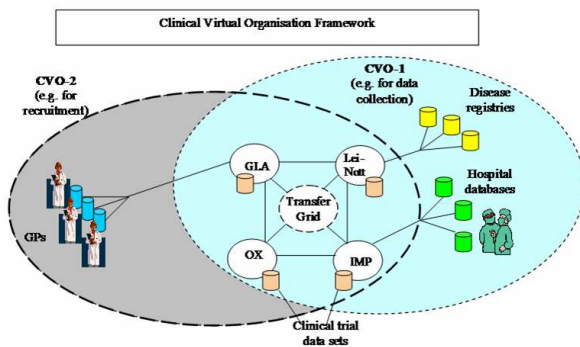 Clinical Virtual Organisation Framework
CVO-2
(e.g. for
recruitment)
CVO-1
(e.g. for data
collection)
Disease
registries
GLA
Lei-
Nott
Hospital
databases
Transfer
Grid
GPs
OX
IMP
Clinical trial
data sets